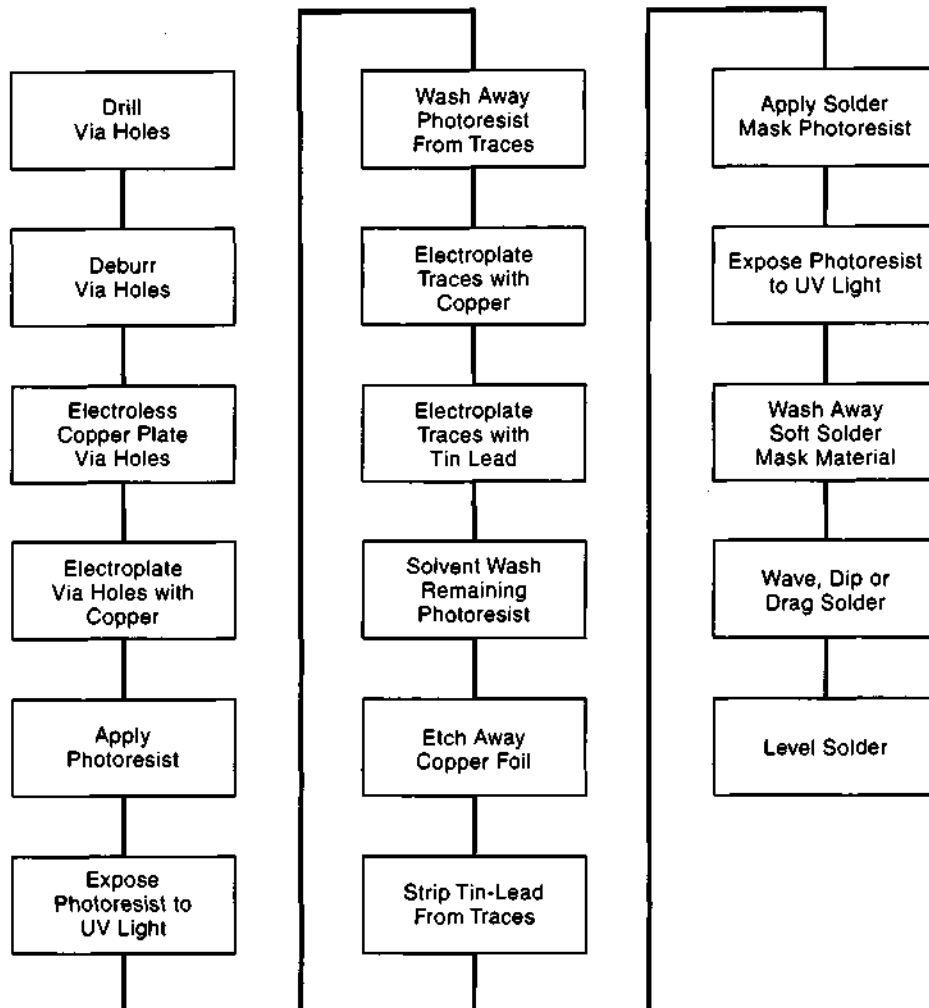 Drill
Via Holes
Deburr
Via Holes
Electroless
Copper Plate
Via Holes
Electroplate
Via Holes with
Copper
Apply
Photoresist
Expose
Photoresist to
UV Light
Wash Away
Photoresist
From Traces
Electroplate
Traces with
Copper
Electroplate
Traces with
Tin Lead
Solvent Wash
Remaining
Photoresist
Etch Away
Copper Foil
Strip Tin-Lead
From Traces
Apply Solder
Mask Photoresist
Expose Photoresist
to UV Light
Wash Away
Soft Solder
Mask Material
Wave, Dip or
Drag Solder
Level Solder